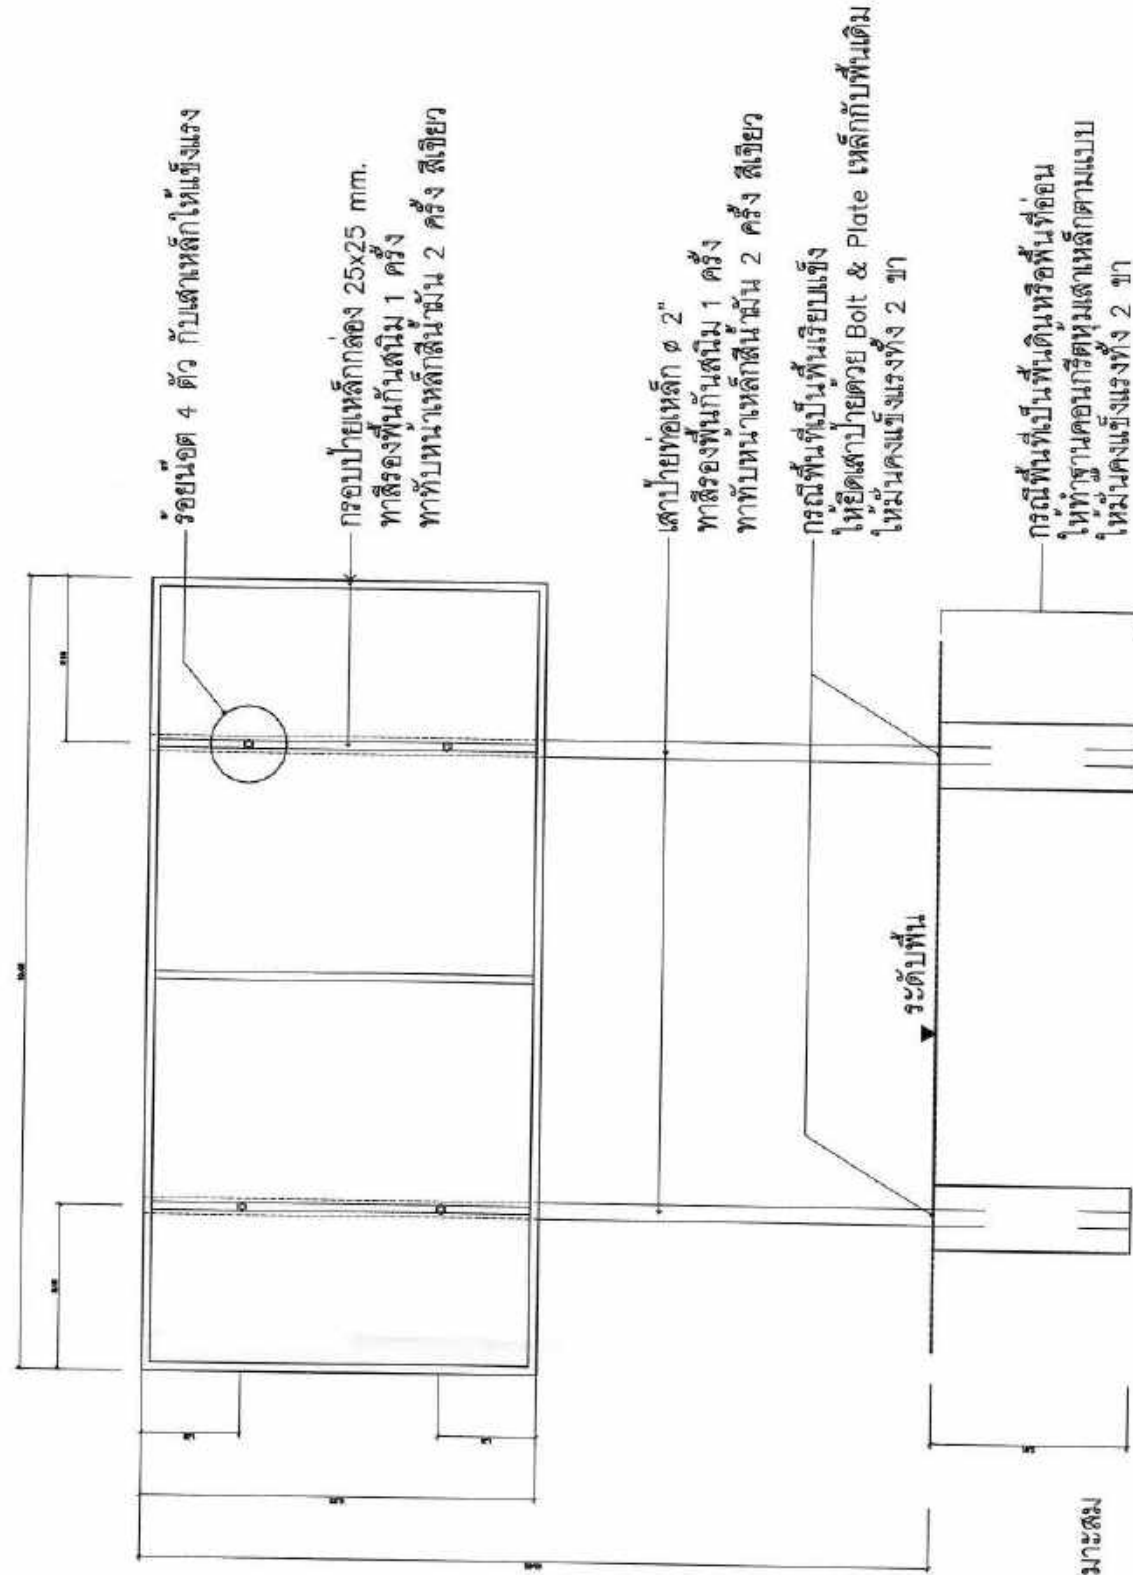 ร้อยน๊อต 4 ตัว กับเสาเหล็กให้แข็งแรง
กรอบป้ายเหล็กกล่อง 25x25 mm.
ทาสีรองพื้นกันสนิม 1 ครั้ง
ทาทับหน้าเหล็กสีน้ำมัน 2 ครั้ง สีเขียว
เสาป้ายท่อเหล็ก ø 2"
ทาสีรองพื้นกันสนิม 1 ครั้ง
ทาทับหน้าเหล็กสีน้ำมัน 2 ครั้ง สีเขียว
กรณีพื้นที่เป็นพื้นเรียบแข็ง
ให้ยึดเสาป้ายด้วย Bolt & Plate เหล็กกับพื้นเดิม
ให้มั่นคงแข็งแรงทั้ง 2 ขา
ระดับพื้น
กรณีพื้นที่เป็นพื้นดินหรือพื้นที่อ่อน
ให้ทำฐานคอนกรีตหุ้มเสาเหล็กตามแบบ
ให้มั่นคงแข็งแรงทั้ง 2 ขา
มาะสม